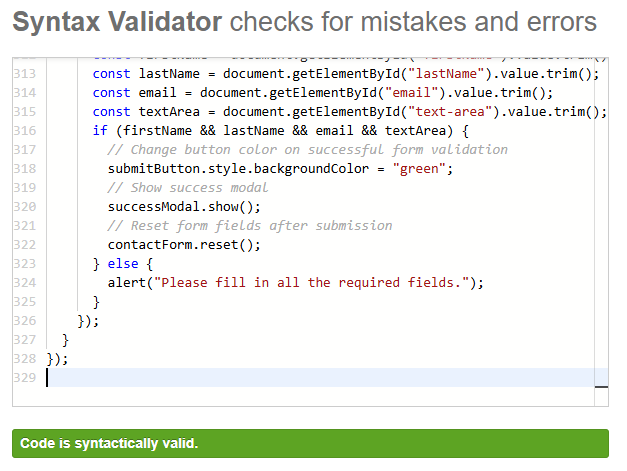 Syntax Validator checks for mistakes and errors
313 const lastName = document.getElementById("lastName").value.trim();
314 const email = document.getElementById("email").value.trim();
315 const textArea = document.getElementById("text-area").value.trim();
316 if (firstName && lastName && email && textArea) {
317 // Change button color on successful form validation
318 submitButton.style.backgroundColor = "green";
319 // Show success modal
320 successModal.show();
321 // Reset form fields after submission
322 contactForm.reset();
323 } else {
324 alert("Please fill in all the required fields.");
325 }
326 });
327 }
328 });
329
Code is syntactically valid.